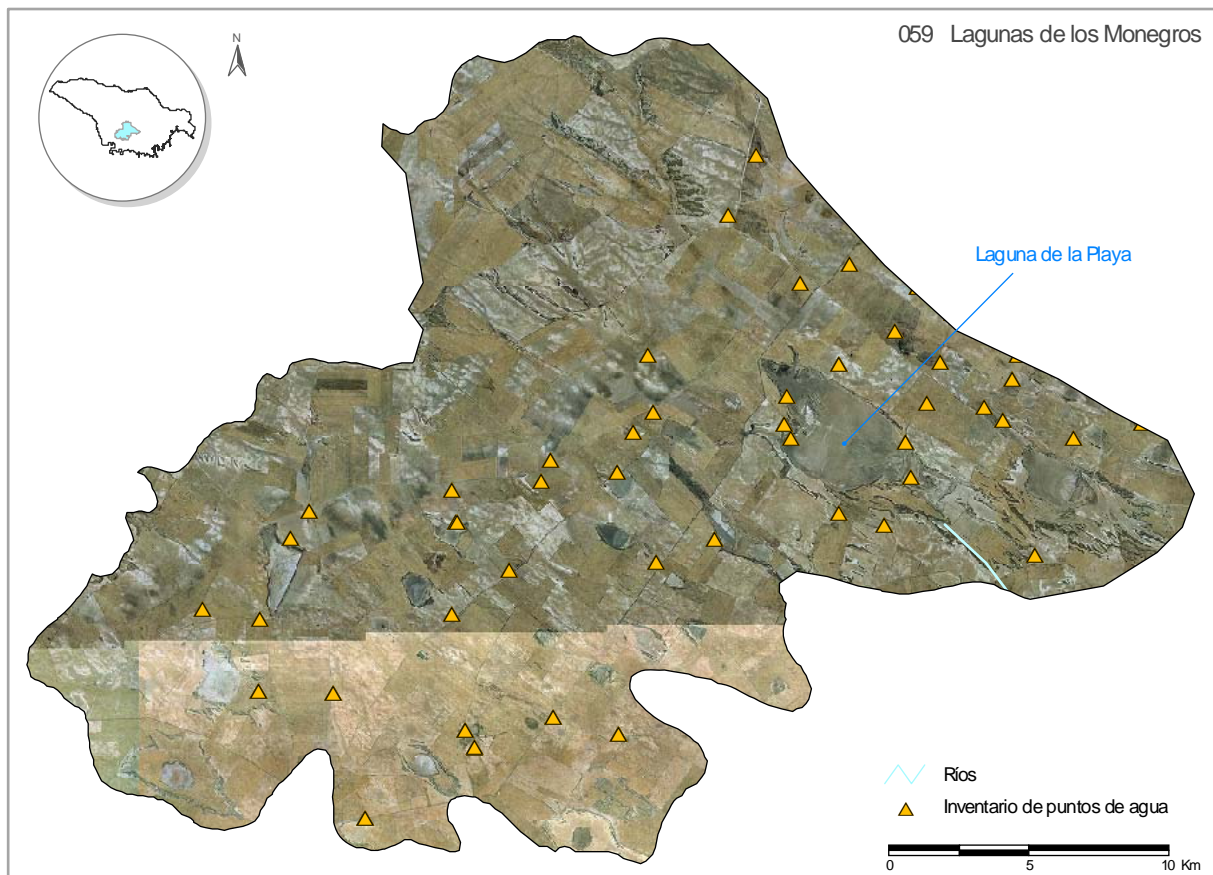 059 Lagunas de los Monegros
N
Laguna de la Playa
Ríos
Inventario de puntos de agua
0 5 10 Km